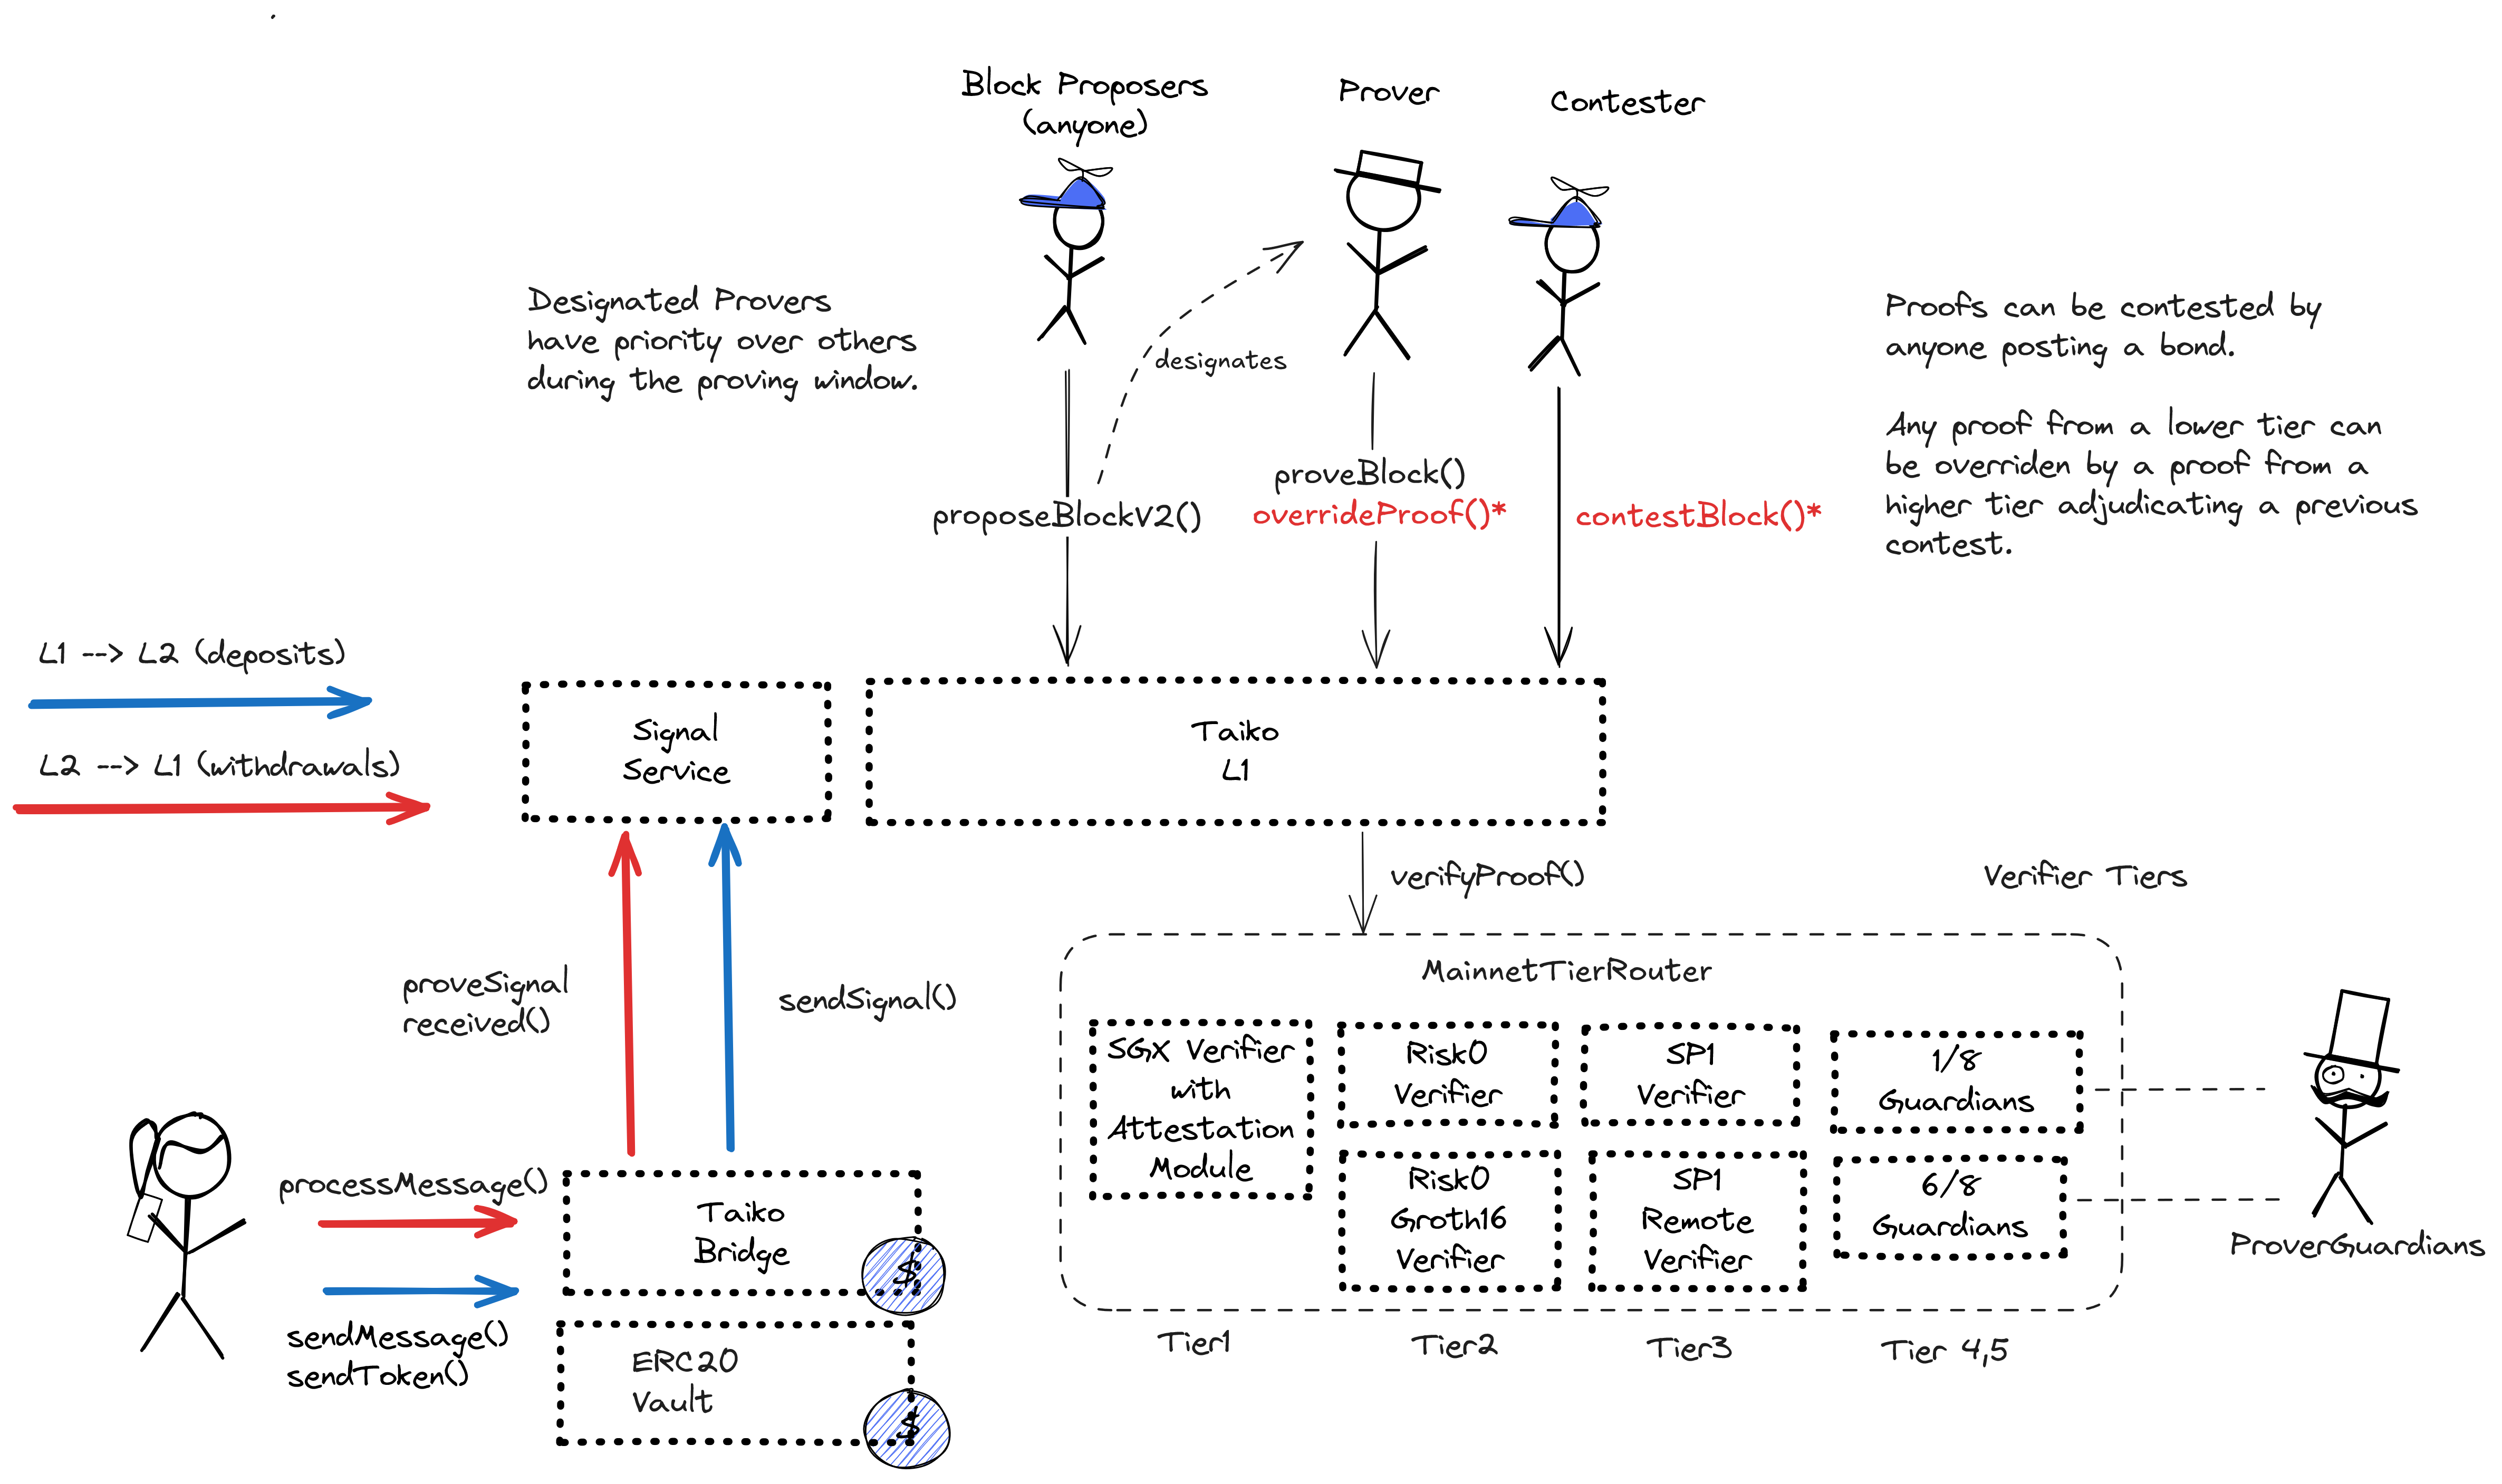 Block Proposers
(anyone)
Prover
Contester
Designated Provers
have priority over others
during the proving window.
designates
Proofs can be contested by
anyone posting a bond.
Any proof from a lower tier can
be overriden by a proof from a
higher tier adjudicating a previous
contest.
proposeBlockV2()
proveBlock()
overrideProof()*
contestBlock()*
L1 --> L2 (deposits)
L2 --> L1 (withdrawals)
Signal
Service
Taiko
L1
verifyProof()
Verifier Tiers
proveSignal
received()
sendSignal()
MainnetTierRouter
SGX Verifier
with
Attestation
Module
Risk0
Verifier
SP1
Verifier
1/8
Guardians
Risk0
Groth16
Verifier
SP1
Remote
Verifier
6/8
Guardians
ProverGuardians
Tier1
Tier2
Tier3
Tier 4,5
processMessage()
sendMessage()
sendToken()
Taiko
Bridge
$
ERC20
Vault
$